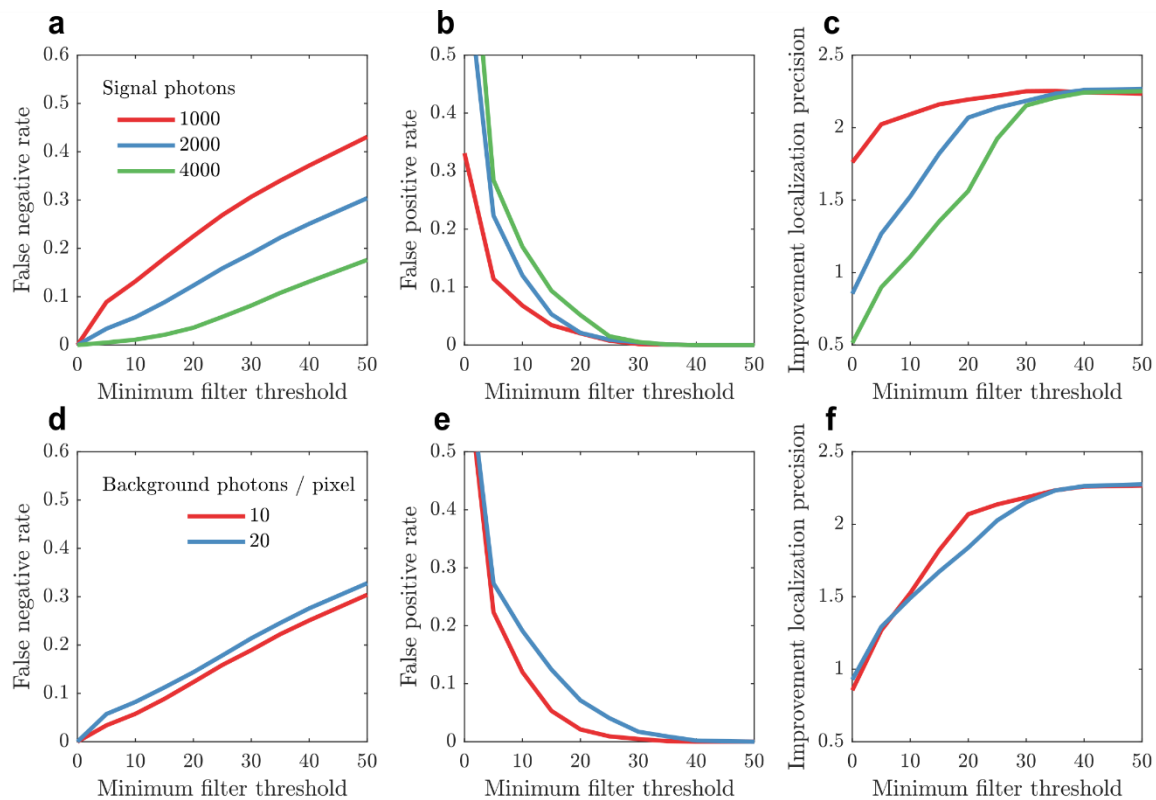 a
False negative rate
0.6
0.5
0.4
0.3
0.2
0.1
0
Signal photons
1000
2000
4000
0 10 20 30 40 50
Minimum filter threshold
b
False positive rate
0.5
0.4
0.3
0.2
0.1
0
0 10 20 30 40 50
Minimum filter threshold
c
Improvement localization precision
2.5
2
1.5
1
0.5
0 10 20 30 40 50
Minimum filter threshold
d
False negative rate
0.6
0.5
0.4
0.3
0.2
0.1
0
Background photons / pixel
10
20
0 10 20 30 40 50
Minimum filter threshold
e
False positive rate
0.5
0.4
0.3
0.2
0.1
0
0 10 20 30 40 50
Minimum filter threshold
f
Improvement localization precision
2.5
2
1.5
1
0.5
0 10 20 30 40 50
Minimum filter threshold